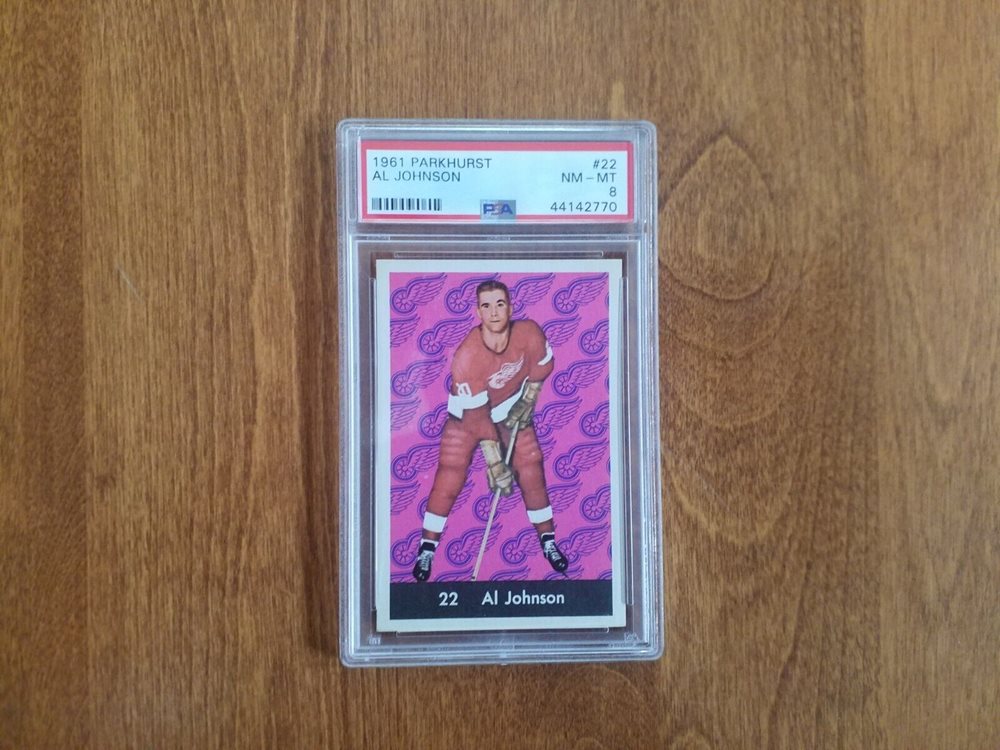 1961 PARKHURST #22
AL JOHNSON NM - MT
8
PSA 44142770
22 Al Johnson